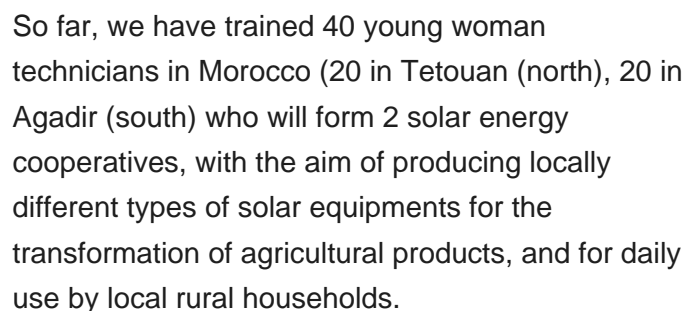 So far, we have trained 40 young woman
technicians in Morocco (20 in Tetouan (north), 20 in
Agadir (south) who will form 2 solar energy
cooperatives, with the aim of producing locally
different types of solar equipments for the
transformation of agricultural products, and for daily
use by local rural households.